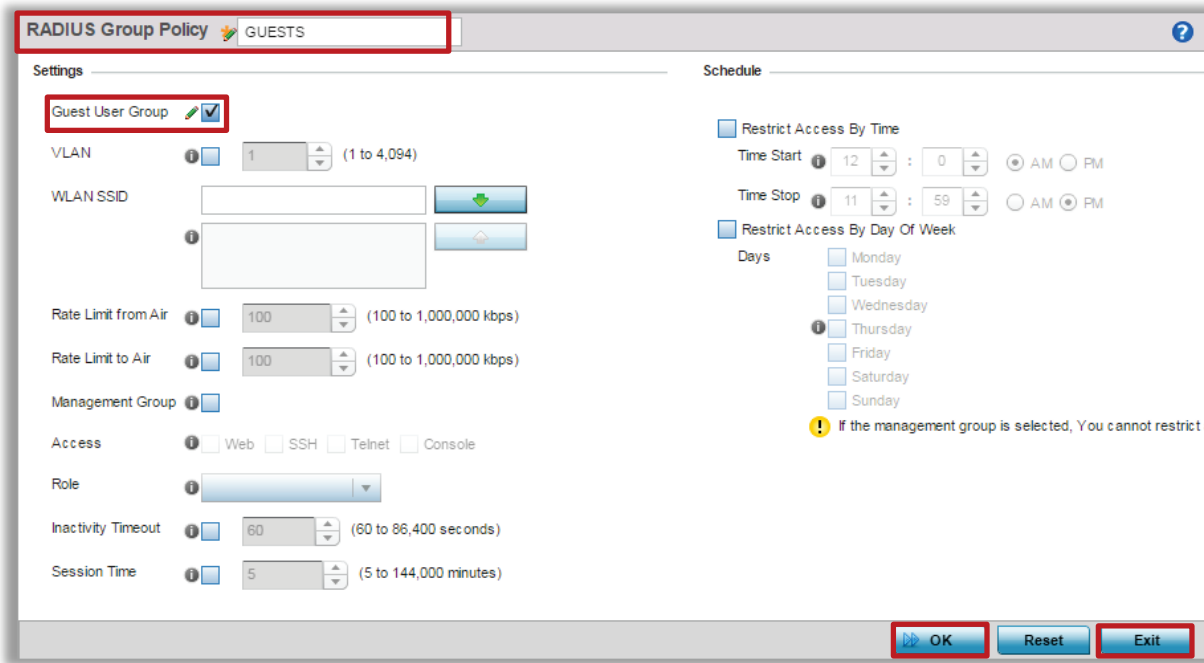 RADIUS Group Policy GUESTS
Settings
Guest User Group
VLAN 1 (1 to 4,094)
WLAN SSID
Rate Limit from Air 100 (100 to 1,000,000 kbps)
Rate Limit to Air 100 (100 to 1,000,000 kbps)
Management Group
Access Web SSH Telnet Console
Role
Inactivity Timeout 60 (60 to 86,400 seconds)
Session Time 5 (5 to 144,000 minutes)
Schedule
Restrict Access By Time
Time Start 12 : 0 AM PM
Time Stop 11 : 59 AM PM
Restrict Access By Day Of Week
Days Monday
Tuesday
Wednesday
Thursday
Friday
Saturday
Sunday
If the management group is selected, You cannot restrict
OK Reset Exit